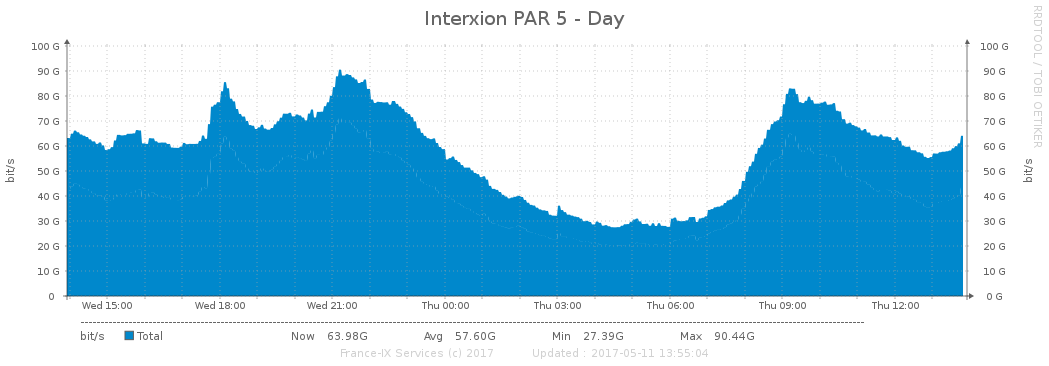 Interxion PAR 5 - Day
RRDTOOL / TOBI OETIKER
100 G 100 G
90 G 90 G
80 G 80 G
70 G 70 G
60 G 60 G
50 G 50 G
40 G 40 G
30 G 30 G
20 G 20 G
10 G 10 G
0 0 G
bit/s
bit/s
Wed 15:00 Wed 18:00 Wed 21:00 Thu 00:00 Thu 03:00 Thu 06:00 Thu 09:00 Thu 12:00
bit/s Total Now 63.98G Avg 57.60G Min 27.39G Max 90.44G
France-IX Services (c) 2017 Updated : 2017-05-11 13:55:04